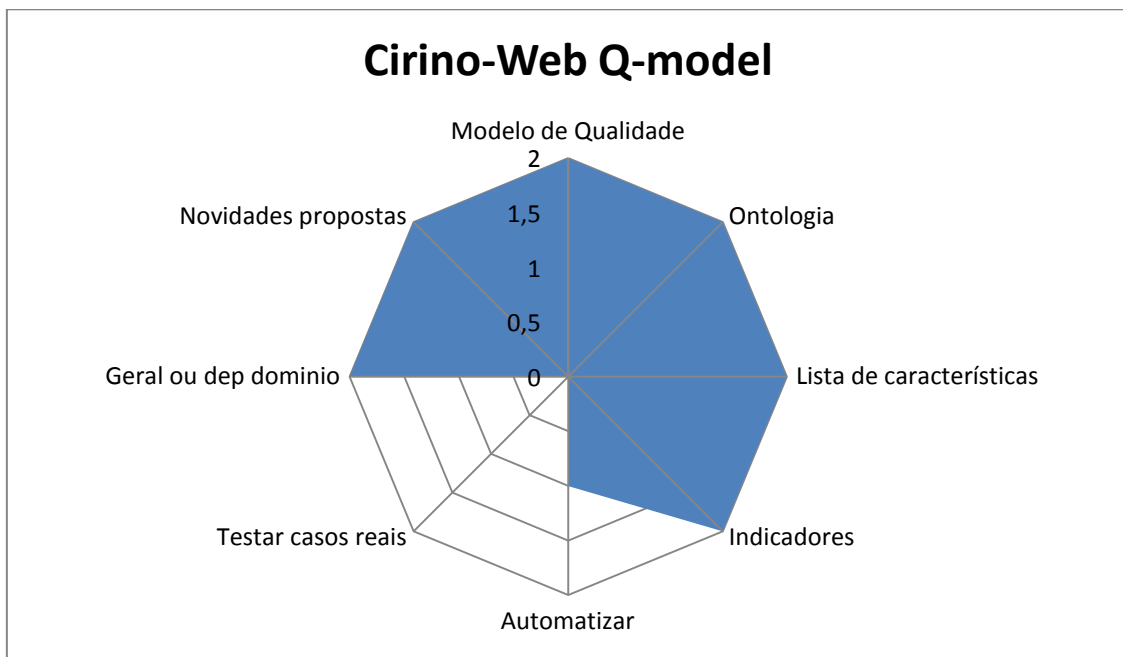 Cirino-Web Q-model
Modelo de Qualidade
2
Novidades propostas
1,5
Ontologia
1
0,5
Geral ou dep dominio
0
Lista de características
Testar casos reais
Indicadores
Automatizar